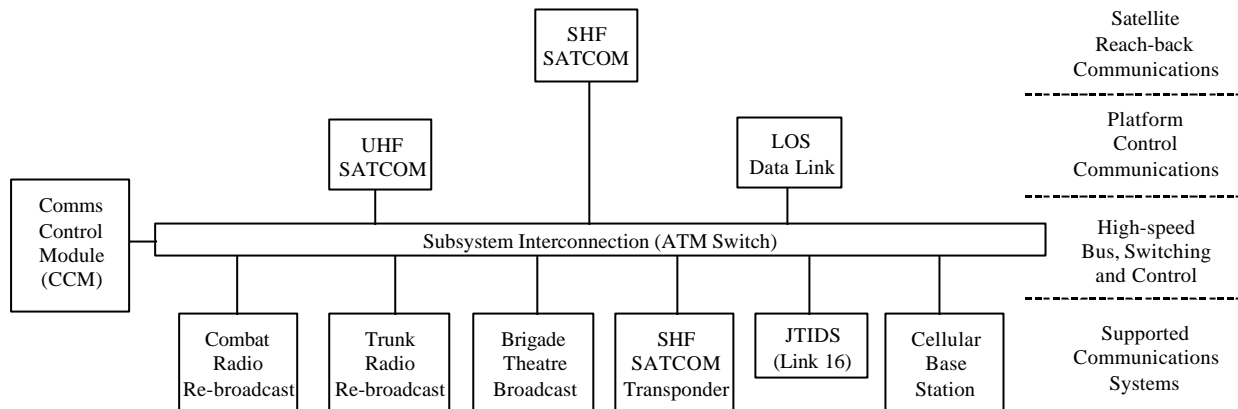 SHF
SATCOM
Satellite
Reach-back
Communications
UHF
SATCOM
LOS
Data Link
Platform
Control
Communications
Comms
Control
Module
(CCM)
Subsystem Interconnection (ATM Switch)
High-speed
Bus, Switching
and Control
Combat
Radio
Re-broadcast
Trunk
Radio
Re-broadcast
Brigade
Theatre
Broadcast
SHF
SATCOM
Transponder
JTIDS
(Link 16)
Cellular
Base
Station
Supported
Communications
Systems